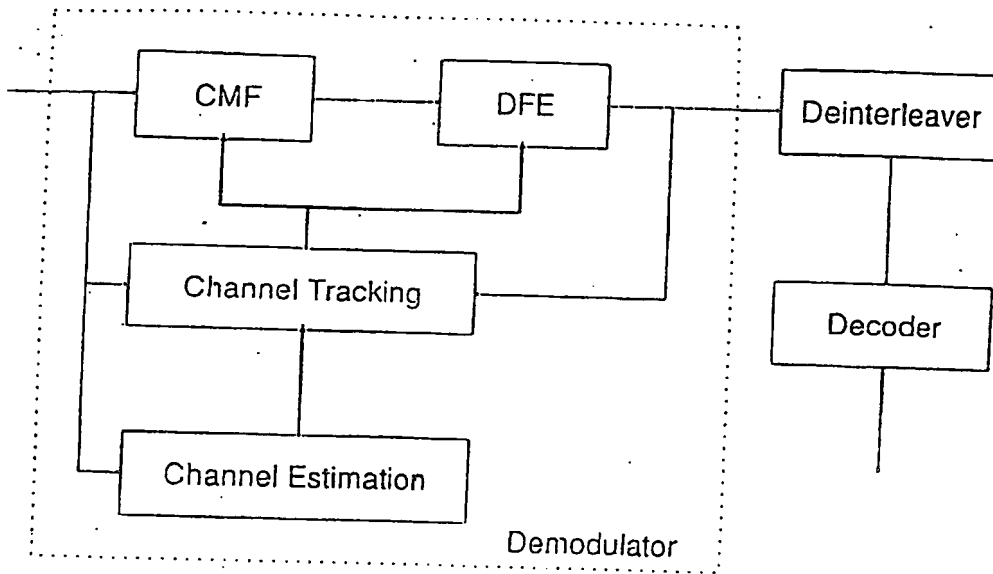 CMF
DFE
Deinterleaver
Channel Tracking
Decoder
Channel Estimation
Demodulator